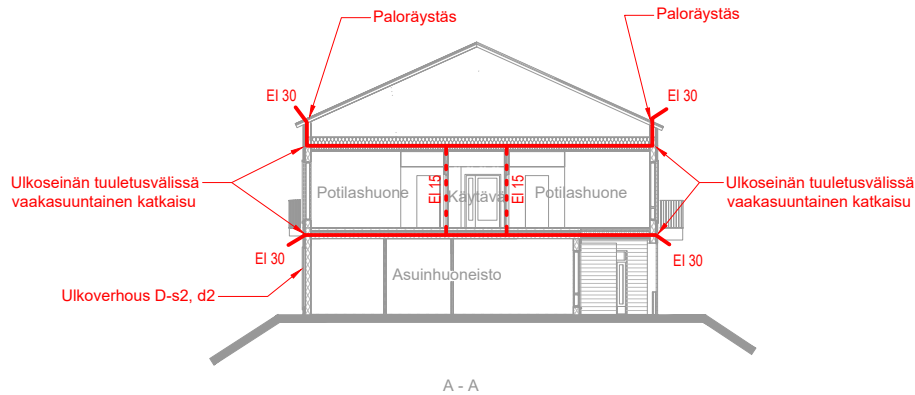 Paloräystäs
Paloräystäs
EI 30
EI 30
Ulkoseinän tuuletusvälissä
vaakasuuntainen katkaisu
Potilashuone
EI 15
Käytävä
EI 15
Potilashuone
Ulkoseinän tuuletusvälissä
vaakasuuntainen katkaisu
EI 30
EI 30
Asuinhuoneisto
Ulkoverhous D-s2, d2
A - A